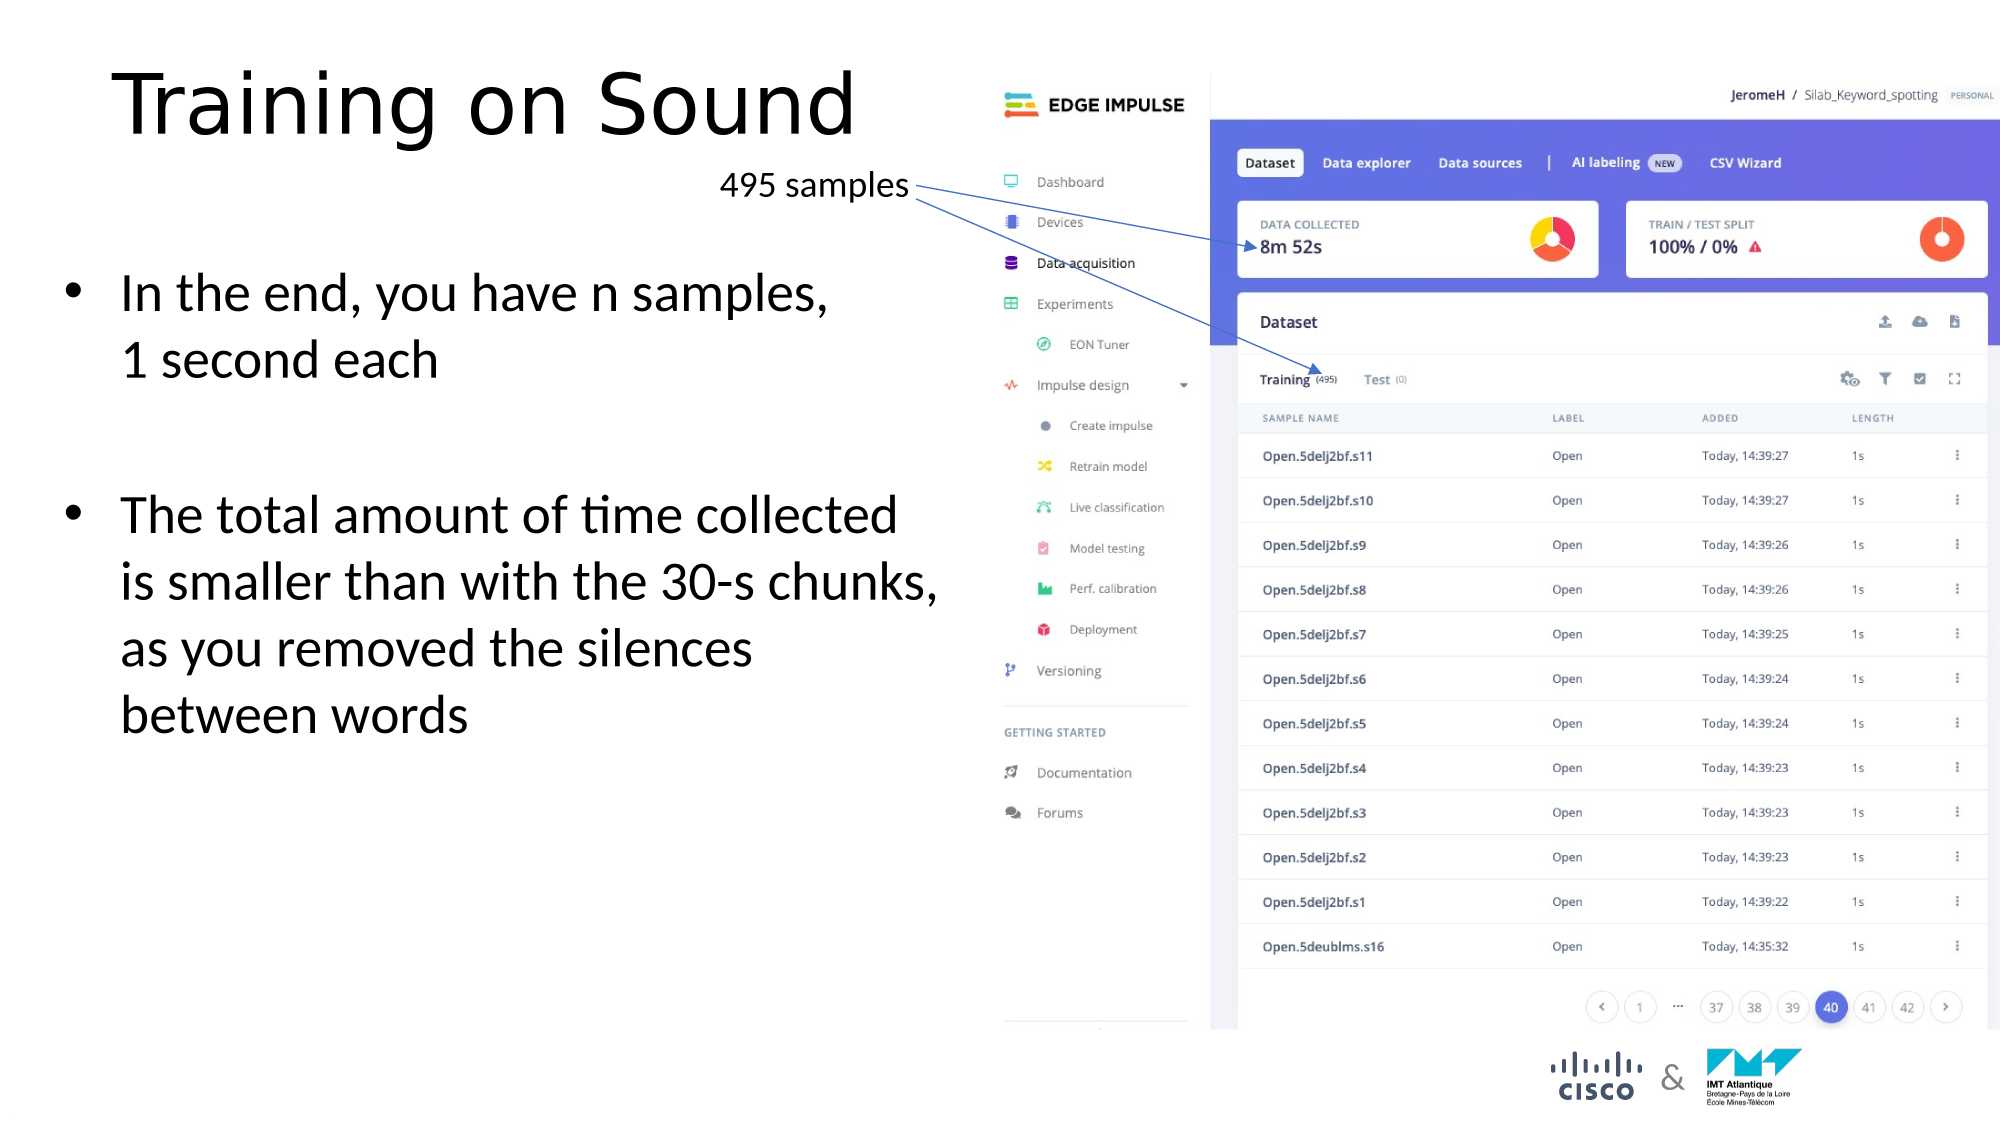 Training on Sound
495 samples
• In the end, you have n samples,
1 second each
• The total amount of time collected
is smaller than with the 30-s chunks,
as you removed the silences
between words
EDGE IMPULSE
Dashboard
Devices
Data acquisition
Experiments
EON Tuner
Impulse design
Create impulse
Retrain model
Live classification
Model testing
Perf. calibration
Deployment
Versioning
GETTING STARTED
Documentation
Forums
JeromeH / Silab_Keyword_spotting PERSONAL
Dataset Data explorer Data sources | AI labeling NEW CSV Wizard
DATA COLLECTED
8m 52s
TRAIN / TEST SPLIT
100% / 0%
Dataset
Training (495) Test (0)
SAMPLE NAME LABEL ADDED LENGTH
Open.5delj2bf.s11 Open Today, 14:39:27 1s
Open.5delj2bf.s10 Open Today, 14:39:27 1s
Open.5delj2bf.s9 Open Today, 14:39:26 1s
Open.5delj2bf.s8 Open Today, 14:39:26 1s
Open.5delj2bf.s7 Open Today, 14:39:25 1s
Open.5delj2bf.s6 Open Today, 14:39:24 1s
Open.5delj2bf.s5 Open Today, 14:39:24 1s
Open.5delj2bf.s4 Open Today, 14:39:23 1s
Open.5delj2bf.s3 Open Today, 14:39:23 1s
Open.5delj2bf.s2 Open Today, 14:39:23 1s
Open.5delj2bf.s1 Open Today, 14:39:22 1s
Open.5deublms.s16 Open Today, 14:35:32 1s
‹ 1 ... 37 38 39 40 41 42 ›
CISCO & IMT Atlantique
Bretagne-Pays de la Loire
École Mines-Télécom